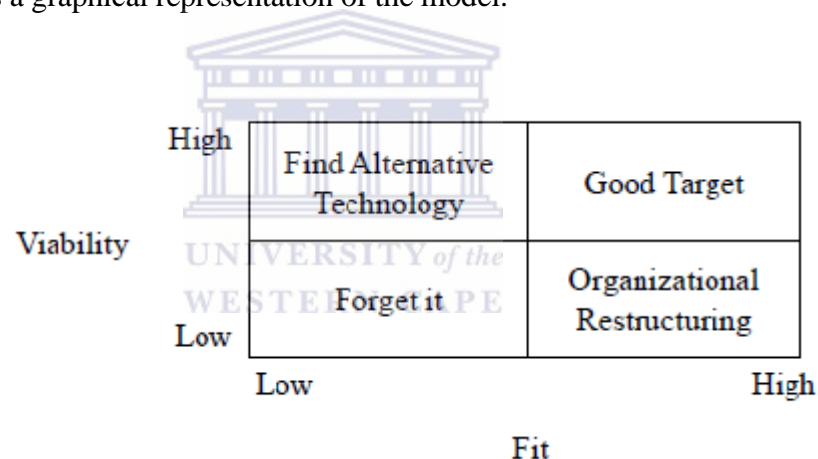 a graphical representation of the model.
High
Find Alternative
Technology
Good Target
Viability
UNIVERSITY of the
WESTERN CAPE
Forget it
Organizational
Restructuring
Low
Low
High
Fit